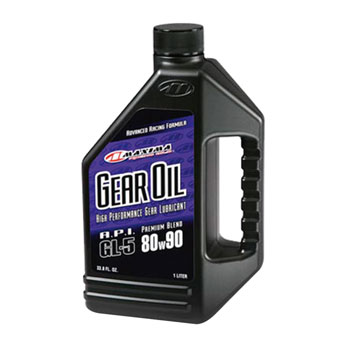 ADVANCED RACING FORMULA
MAXIMA
GEAR OIL
HIGH PERFORMANCE GEAR LUBRICANT
A.P.I. PREMIUM BLEND
GL-5 80w90
33.8 FL. OZ. 1 LITER